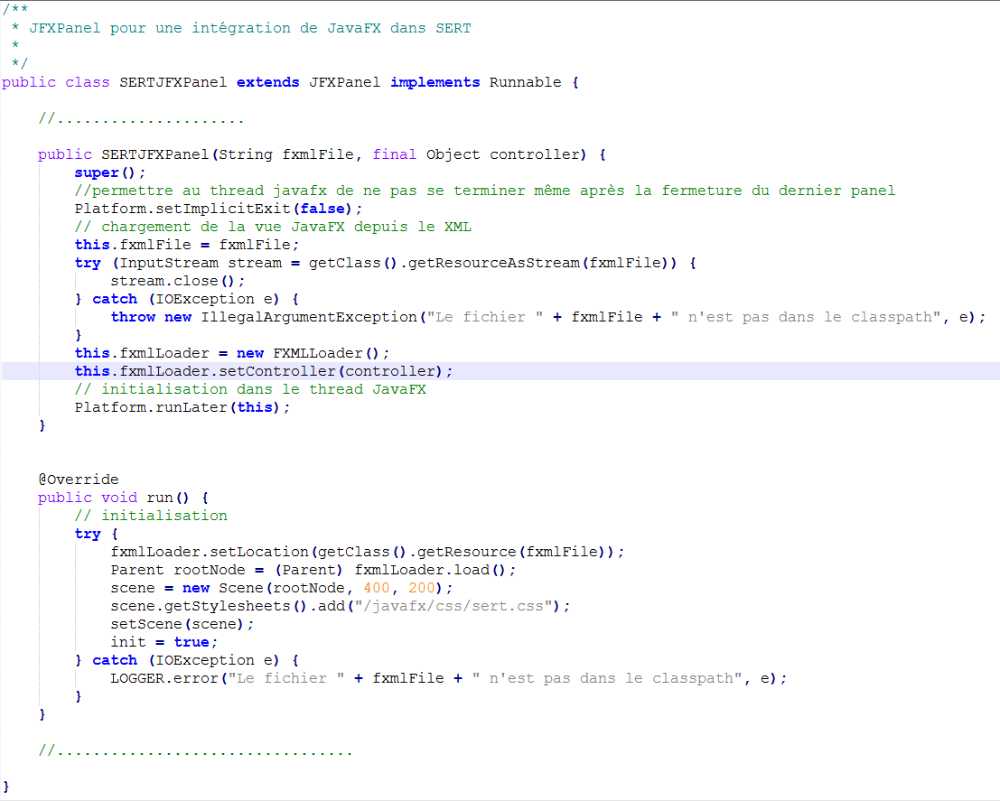 /**
 * JFXPanel pour une intégration de JavaFX dans SERT
 *
 */
public class SERTJFXPanel extends JFXPanel implements Runnable {

    //.....................

    public SERTJFXPanel(String fxmlFile, final Object controller) {
        super();
        //permettre au thread javafx de ne pas se terminer même après la fermeture du dernier panel
        Platform.setImplicitExit(false);
        // chargement de la vue JavaFX depuis le XML
        this.fxmlFile = fxmlFile;
        try (InputStream stream = getClass().getResourceAsStream(fxmlFile)) {
            stream.close();
        } catch (IOException e) {
            throw new IllegalArgumentException("Le fichier " + fxmlFile + " n'est pas dans le classpath", e);
        }
        this.fxmlLoader = new FXMLLoader();
        this.fxmlLoader.setController(controller);
        // initialisation dans le thread JavaFX
        Platform.runLater(this);
    }


    @Override
    public void run() {
        // initialisation
        try {
            fxmlLoader.setLocation(getClass().getResource(fxmlFile));
            Parent rootNode = (Parent) fxmlLoader.load();
            scene = new Scene(rootNode, 400, 200);
            scene.getStylesheets().add("/javafx/css/sert.css");
            setScene(scene);
            init = true;
        } catch (IOException e) {
            LOGGER.error("Le fichier " + fxmlFile + " n'est pas dans le classpath", e);
        }
    }

    //.................................

}